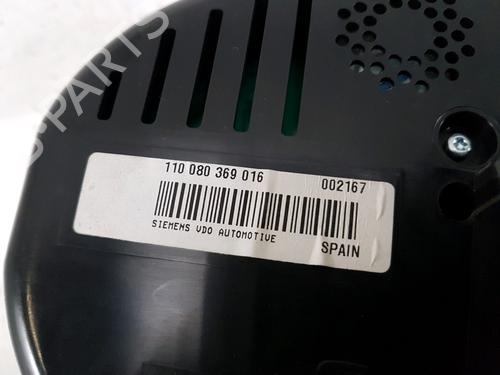 110 080 369 016 002167
SIEMENS VDO AUTOMOTIVE SPAIN